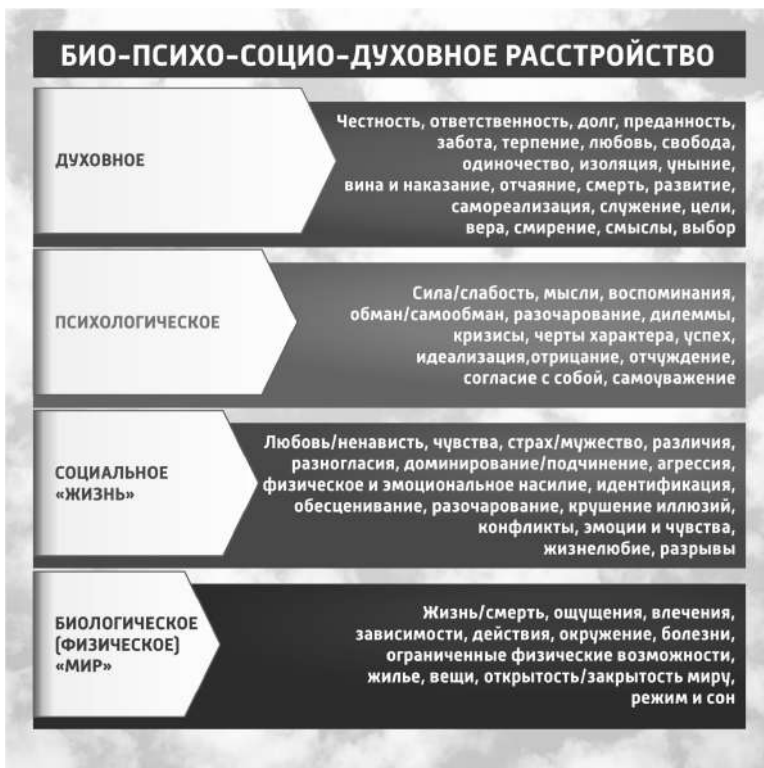 БИО-ПСИХО-СОЦИО-ДУХОВНОЕ РАССТРОЙСТВО
ДУХОВНОЕ
Честность, ответственность, долг, преданность,
забота, терпение, любовь, свобода,
одиночество, изоляция, уныние,
вина и наказание, отчаяние, смерть, развитие,
самореализация, служение, цели,
вера, смирение, смыслы, выбор
ПСИХОЛОГИЧЕСКОЕ
Сила/слабость, мысли, воспоминания,
обман/самообман, разочарование, дилеммы,
кризисы, черты характера, успех,
идеализация,отрицание, отчуждение,
согласие с собой, самоуважение
СОЦИАЛЬНОЕ
«ЖИЗНЬ»
Любовь/ненависть, чувства, страх/мужество, различия,
разногласия, доминирование/подчинение, агрессия,
физическое и эмоциональное насилие, идентификация,
обесценивание, разочарование, крушение иллюзий,
конфликты, эмоции и чувства,
жизнелюбие, разрывы
БИОЛОГИЧЕСКОЕ
(ФИЗИЧЕСКОЕ)
«МИР»
Жизнь/смерть, ощущения, влечения,
зависимости, действия, окружение, болезни,
ограниченные физические возможности,
жилье, вещи, открытость/закрытость миру,
режим и сон